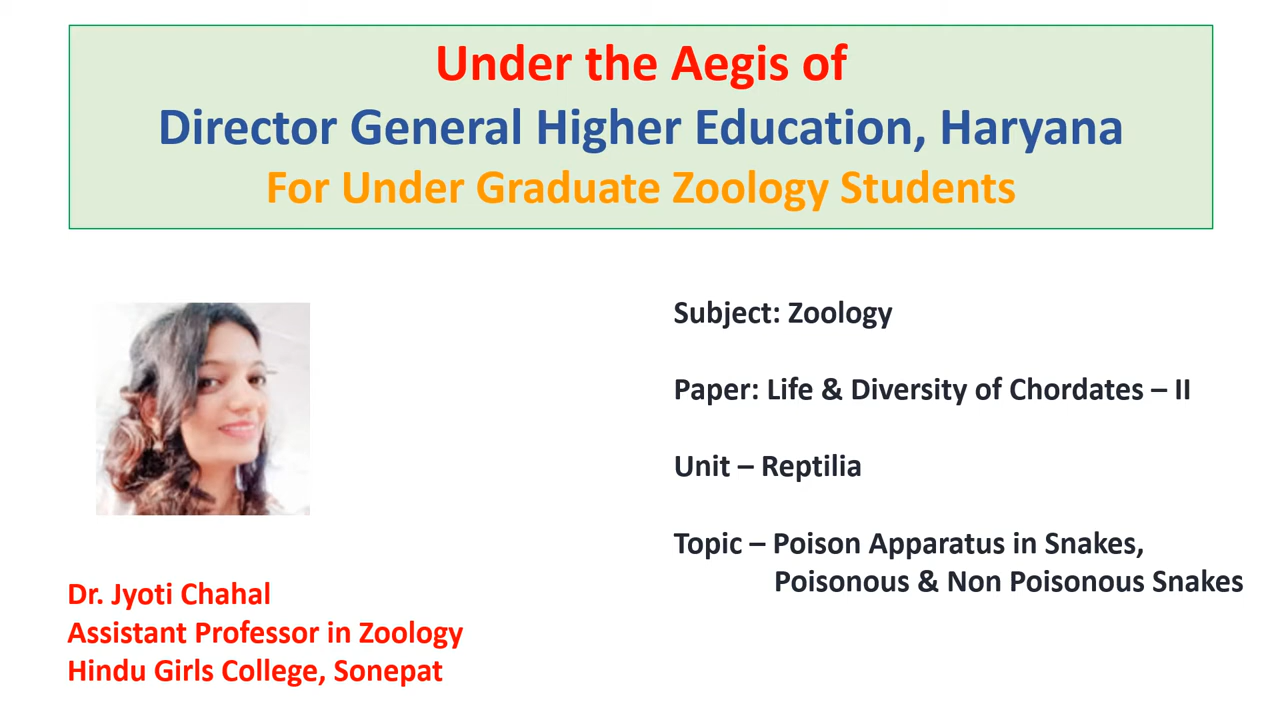 Under the Aegis of
Director General Higher Education, Haryana
For Under Graduate Zoology Students
Subject: Zoology
Paper: Life & Diversity of Chordates – II
Unit – Reptilia
Topic – Poison Apparatus in Snakes,
Poisonous & Non Poisonous Snakes
Dr. Jyoti Chahal
Assistant Professor in Zoology
Hindu Girls College, Sonepat